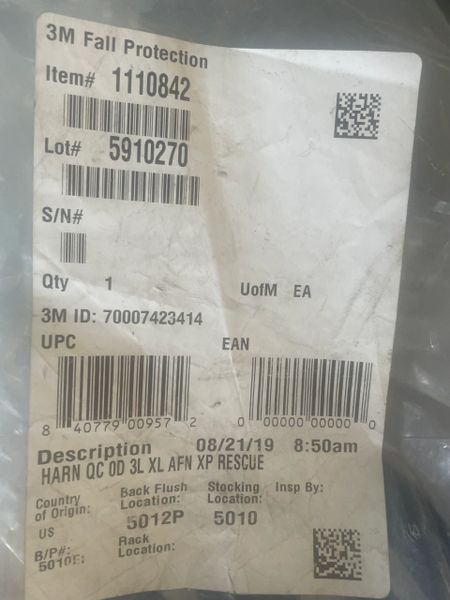 3M Fall Protection
Item# 1110842
Lot# 5910270
S/N#
Qty 1 UofM EA
3M ID: 70007423414
UPC EAN
8 40779 00957 2 0 00000 00000 0
Description 08/21/19 8:50am
HARN QC 0D 3L XL AFN XP RESCUE
Country of Origin: Back Flush Location: Stocking Location: Insp By:
US 5012P 5010
B/P#: Rack Location:
5010E: